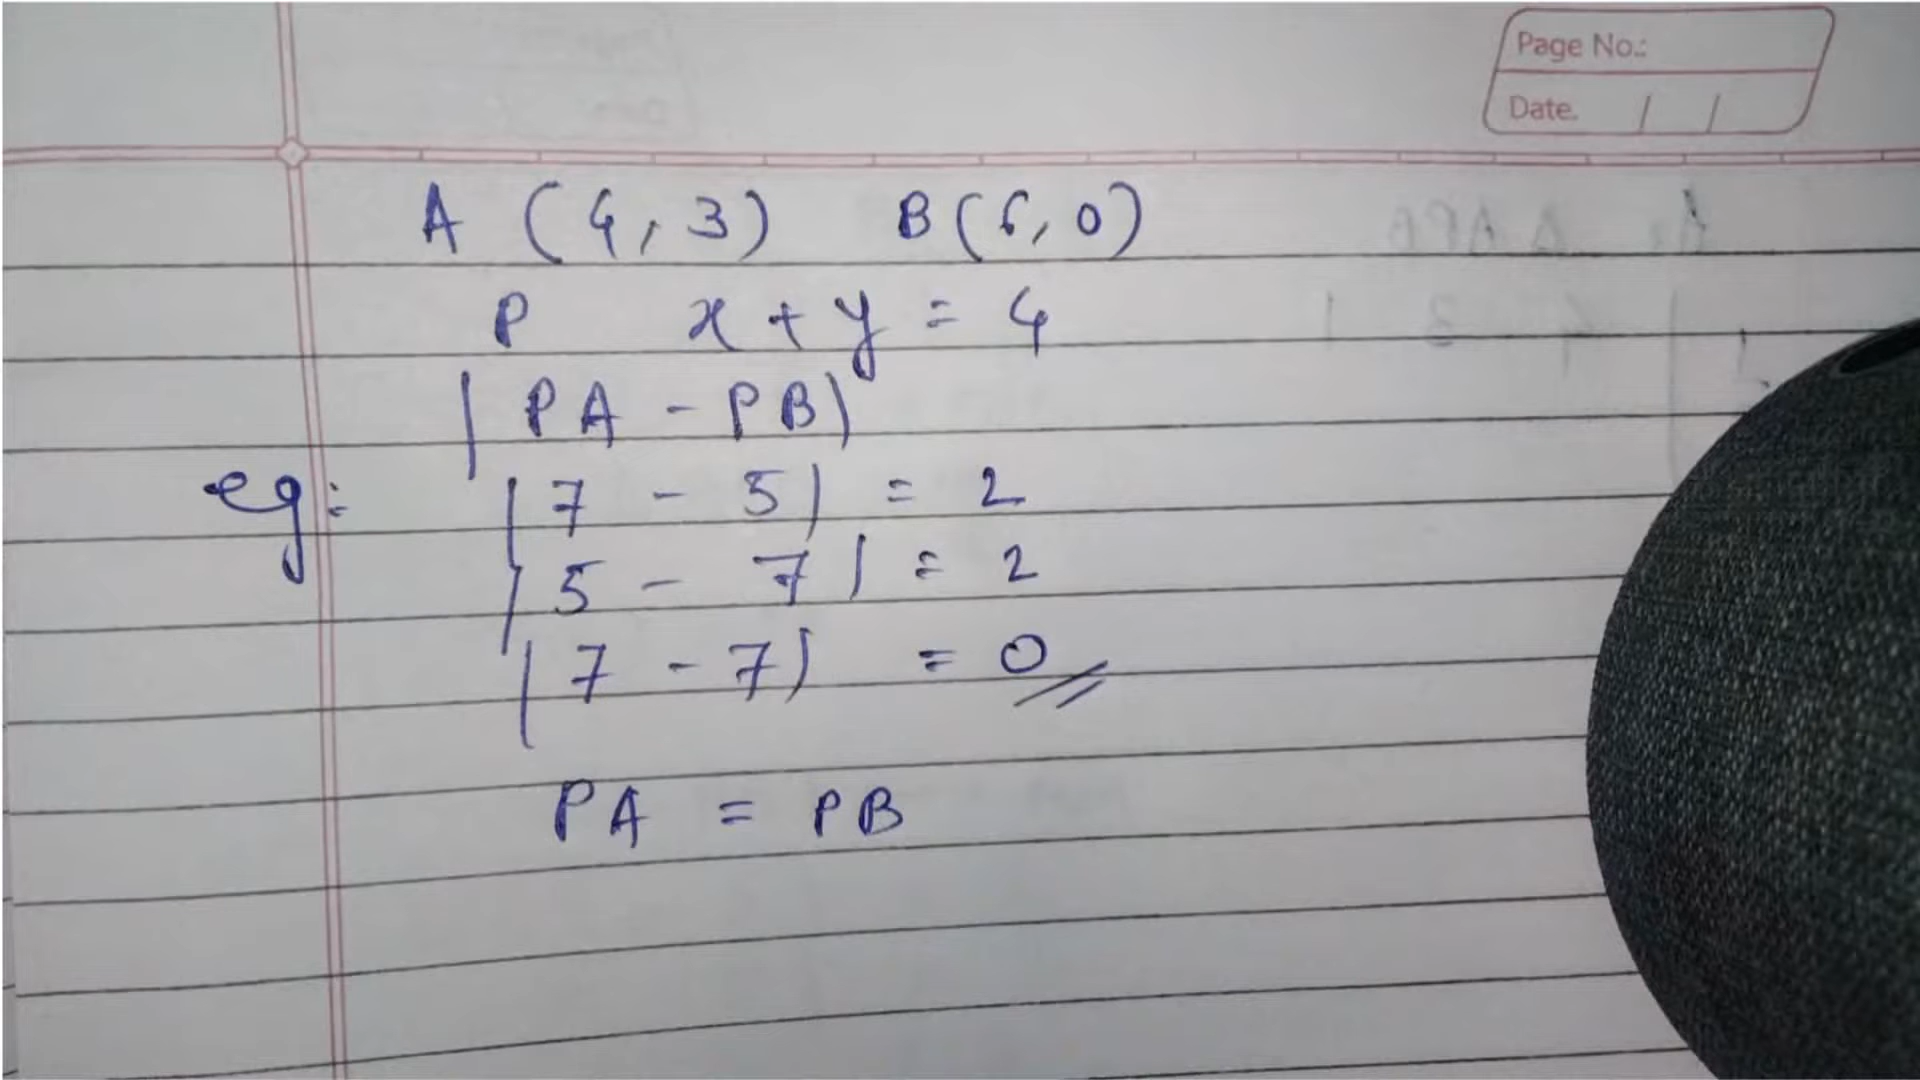 Page No.:
Date. / /
A (4, 3) B(6, 0)
P x + y = 4
|PA - PB|
eg: |7 - 5| = 2
|5 - 7| = 2
|7 - 7| = 0
PA = PB